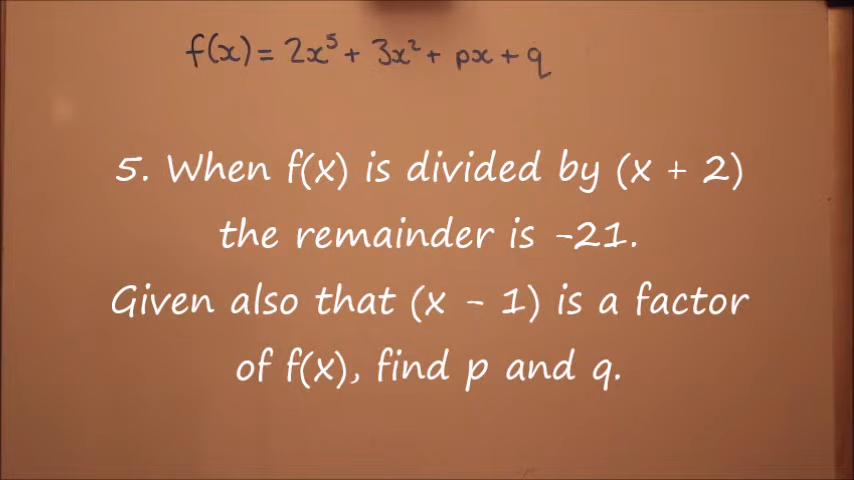 f(x) = 2x⁵ + 3x² + px + q
5. When f(x) is divided by (x + 2)
the remainder is -21.
Given also that (x - 1) is a factor
of f(x), find p and q.